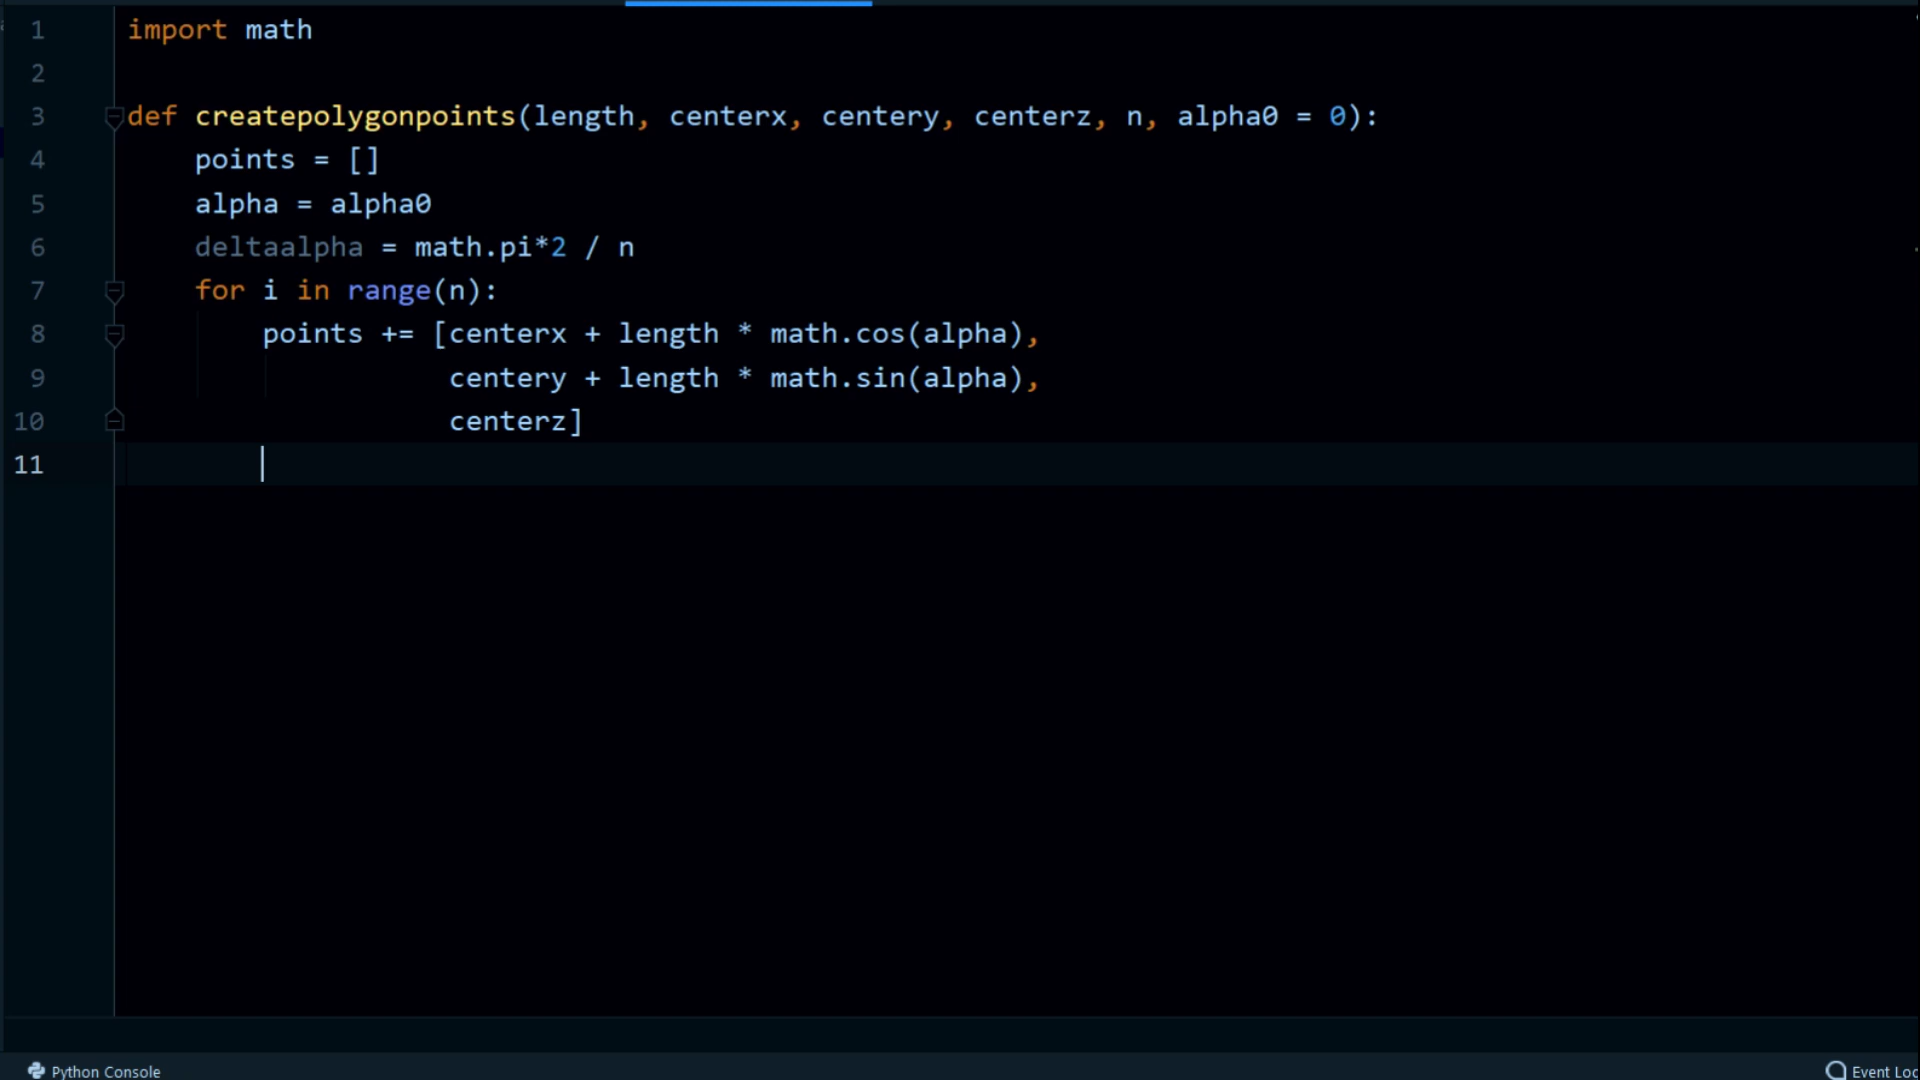 1 import math
2
3 def createpolygonpoints(length, centerx, centery, centerz, n, alpha0 = 0):
4 points = []
5 alpha = alpha0
6 deltaalpha = math.pi*2 / n
7 for i in range(n):
8 points += [centerx + length * math.cos(alpha),
9 centery + length * math.sin(alpha),
10 centerz]
11
Python Console
Event Loc